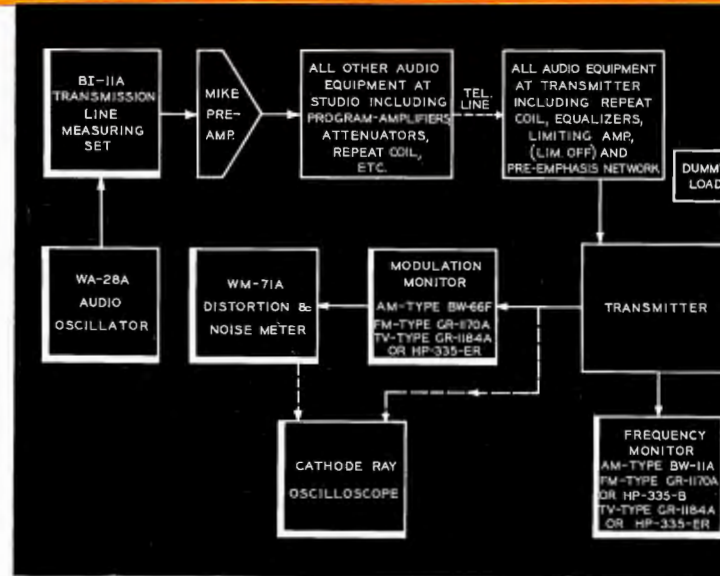 BI-11A
TRANSMISSION
LINE
MEASURING
SET
MIKE
PRE-
AMP.
ALL OTHER AUDIO
EQUIPMENT AT
STUDIO INCLUDING
PROGRAM-AMPLIFIERS
ATTENUATORS,
REPEAT COIL,
ETC.
TEL.
LINE
ALL AUDIO EQUIPMENT
AT TRANSMITTER
INCLUDING REPEAT
COIL, EQUALIZERS,
LIMITING AMP,
(LIM. OFF) AND
PRE-EMPHASIS NETWORK
DUMM
LOAD
WA-28A
AUDIO
OSCILLATOR
WM-71A
DISTORTION &
NOISE METER
MODULATION
MONITOR
AM-TYPE BW-66F
FM-TYPE GR-1170A
TV-TYPE GR-1184A
OR HP-335-ER
TRANSMITTER
CATHODE RAY
OSCILLOSCOPE
FREQUENCY
MONITOR
AM-TYPE BW-11A
FM-TYPE GR-1170A
OR HP-335-B
TV-TYPE GR-1184A
OR HP-335-ER